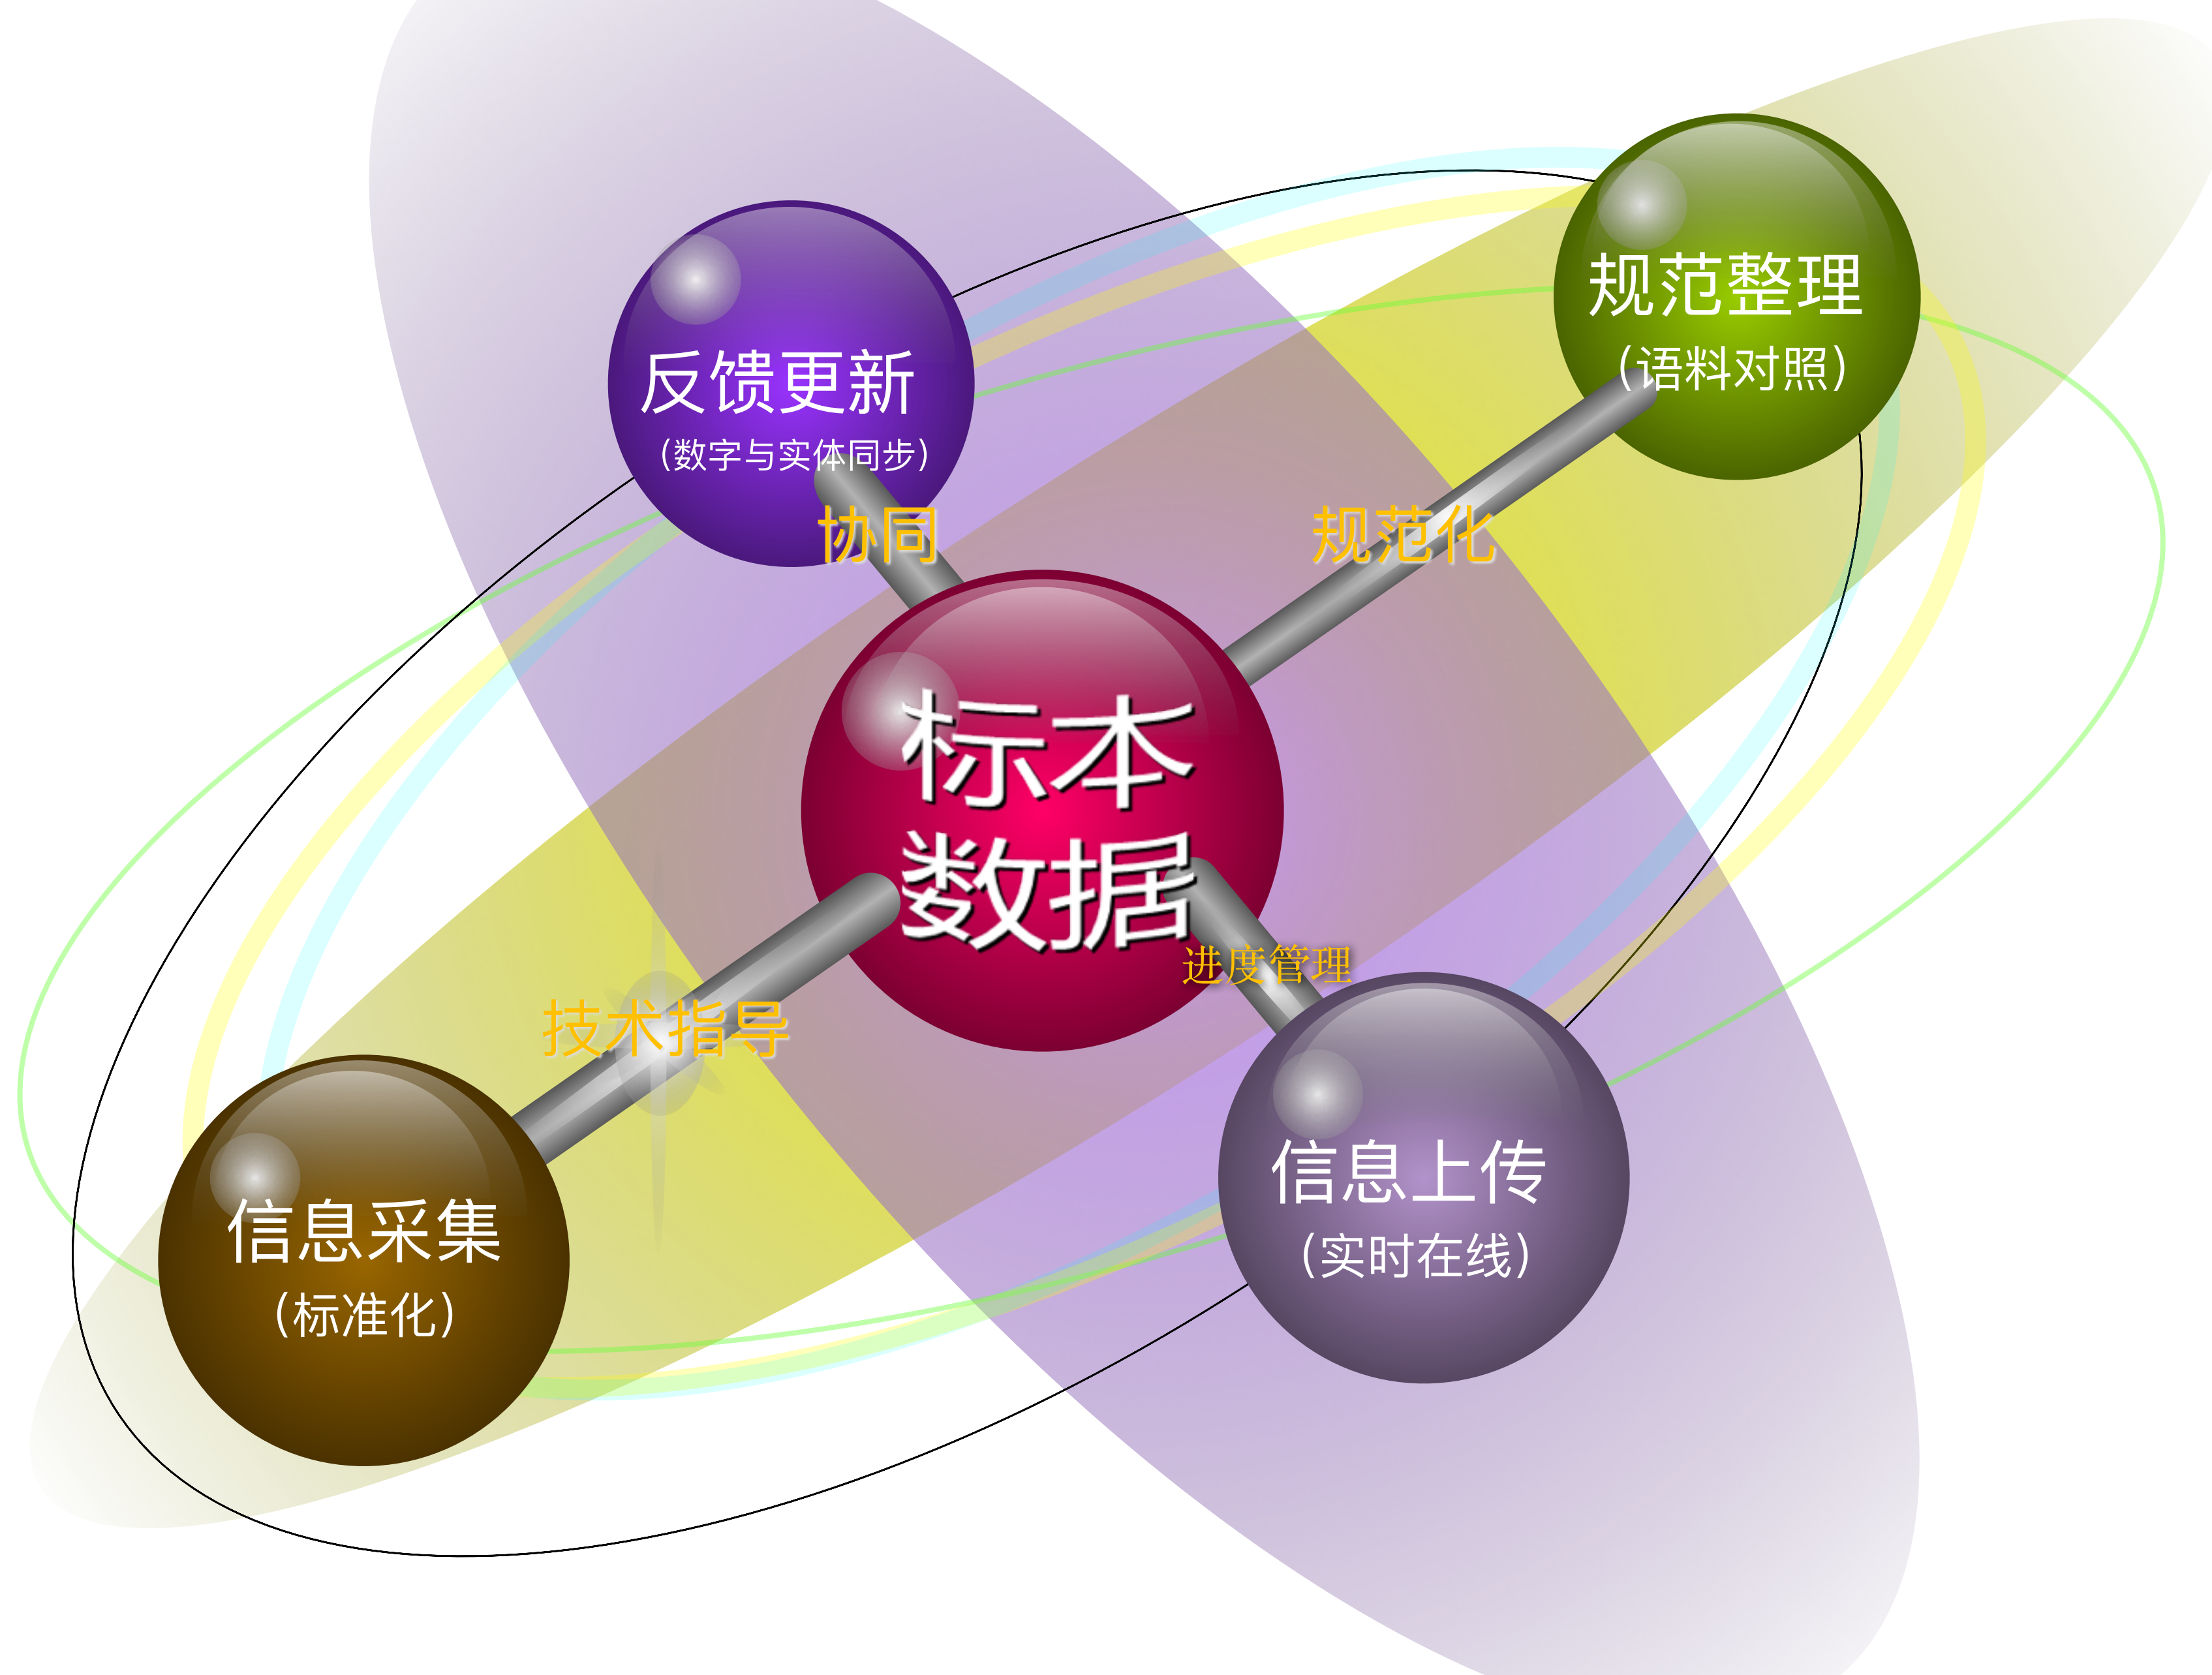 规范整理
(语料对照)
反馈更新
(数字与实体同步)
协同
规范化
标本
数据
进度管理
技术指导
信息上传
(实时在线)
信息采集
(标准化)